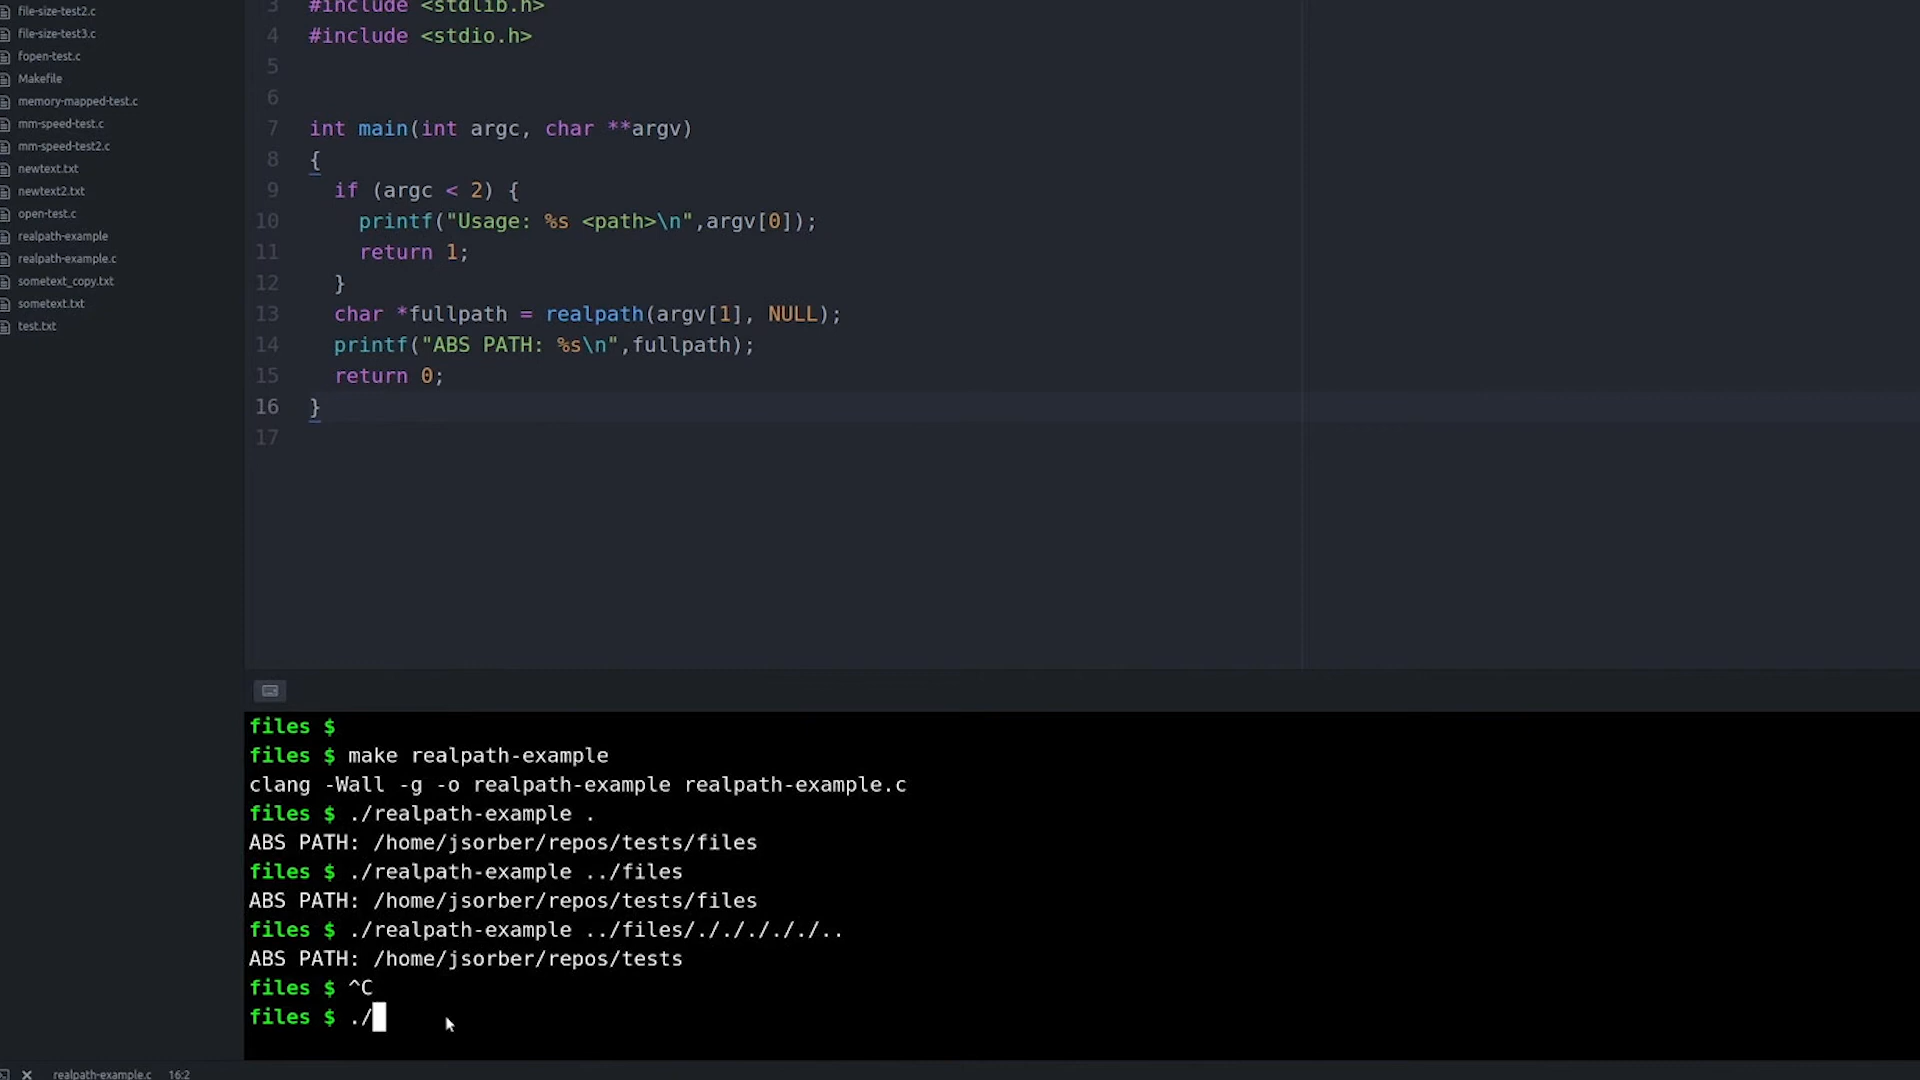 file-size-test2.c
file-size-test3.c
fopen-test.c
Makefile
memory-mapped-test.c
mm-speed-test.c
mm-speed-test2.c
newtext.txt
newtext2.txt
open-test.c
realpath-example
realpath-example.c
sometext_copy.txt
sometext.txt
test.txt
3 #include <stdlib.h>
4 #include <stdio.h>
5
6
7 int main(int argc, char **argv)
8 {
9 if (argc < 2) {
10 printf("Usage: %s <path>\n",argv[0]);
11 return 1;
12 }
13 char *fullpath = realpath(argv[1], NULL);
14 printf("ABS PATH: %s\n",fullpath);
15 return 0;
16 }
17
files $
files $ make realpath-example
clang -Wall -g -o realpath-example realpath-example.c
files $ ./realpath-example .
ABS PATH: /home/jsorber/repos/tests/files
files $ ./realpath-example ../files
ABS PATH: /home/jsorber/repos/tests/files
files $ ./realpath-example ../files/././././././..
ABS PATH: /home/jsorber/repos/tests
files $ ^C
files $ ./
realpath-example.c 16:2